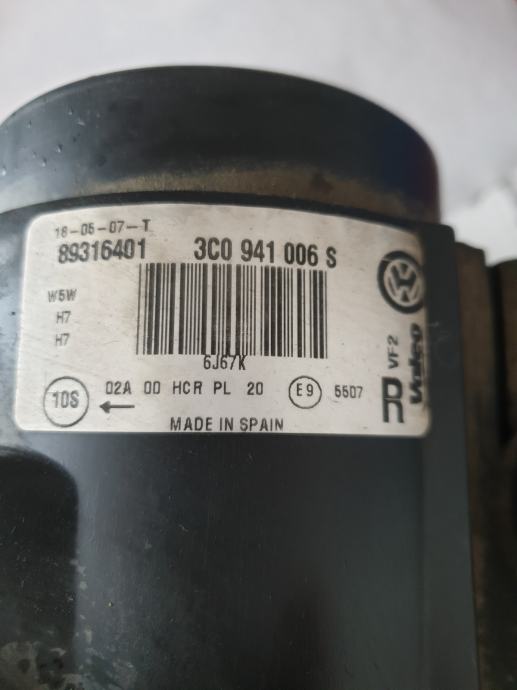 18-05-07-T
89316401 3C0 941 006 S
W5W
H7
H7
6J67K
VF2
Valeo
10S
02A 00 HCR PL 20 E9 5507
MADE IN SPAIN